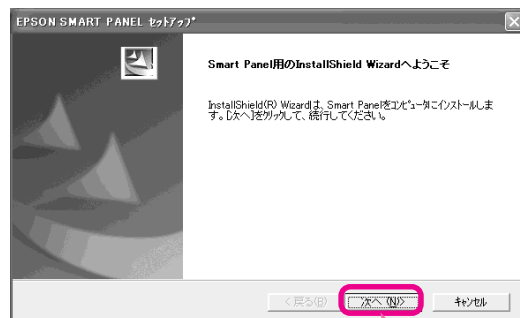 EPSON SMART PANEL ｾｯﾄｱｯﾌﾟ
Smart Panel用のInstallShield Wizardへようこそ
InstallShield(R) Wizardは、Smart Panelをｺﾝﾋﾟｭｰﾀにインストールしま
す。[次へ]をｸﾘｯｸして、続行してください。
< 戻る(B)
次へ (N)>
ｷｬﾝｾﾙ